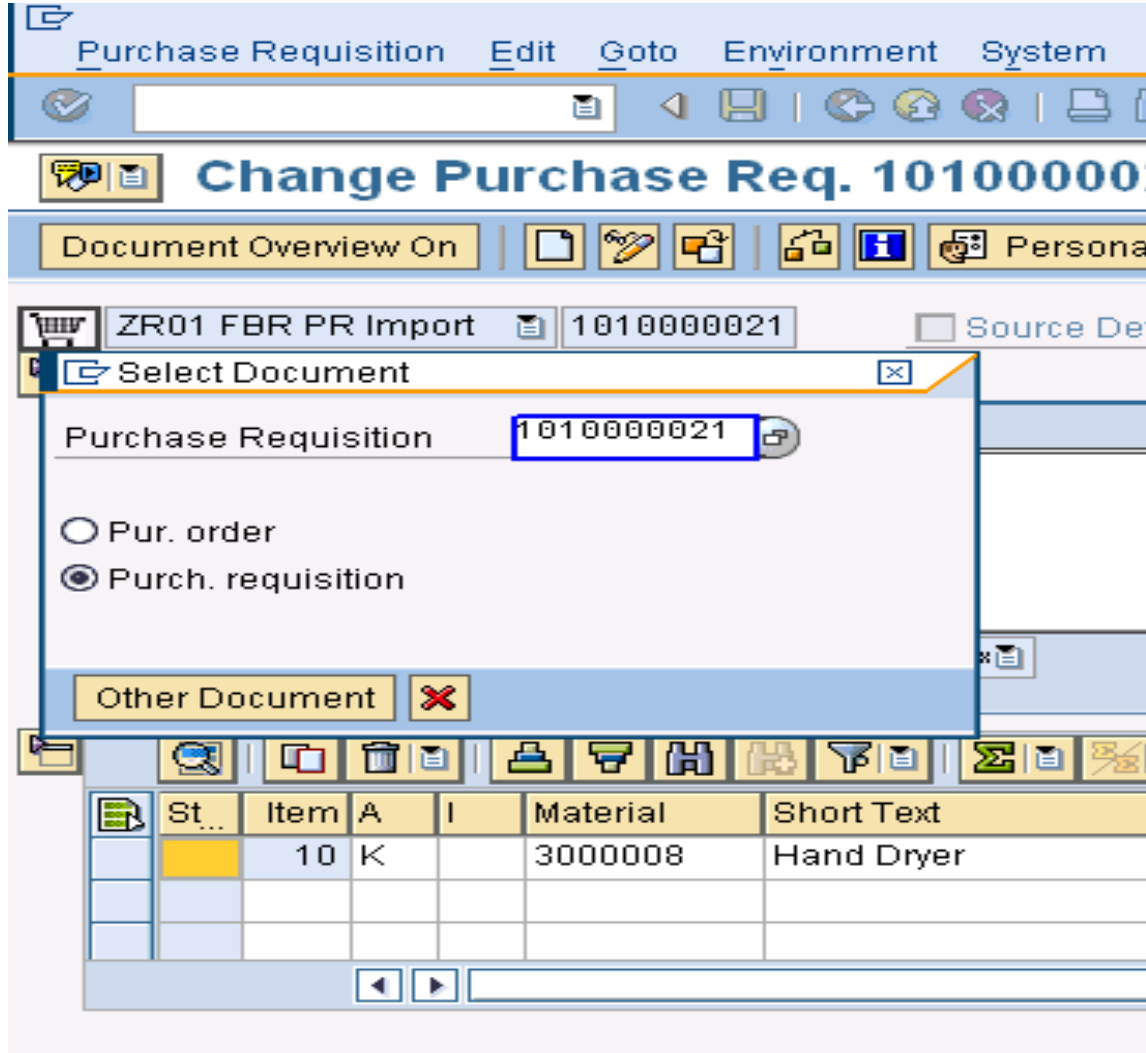 Purchase Requisition Edit Goto Environment System
Change Purchase Req. 10100000
Document Overview On Persona
ZR01 FBR PR Import 1010000021 Source De
Select Document
Purchase Requisition 1010000021
Pur. order
Purch. requisition
Other Document
St... Item A I Material Short Text
10 K 3000008 Hand Dryer